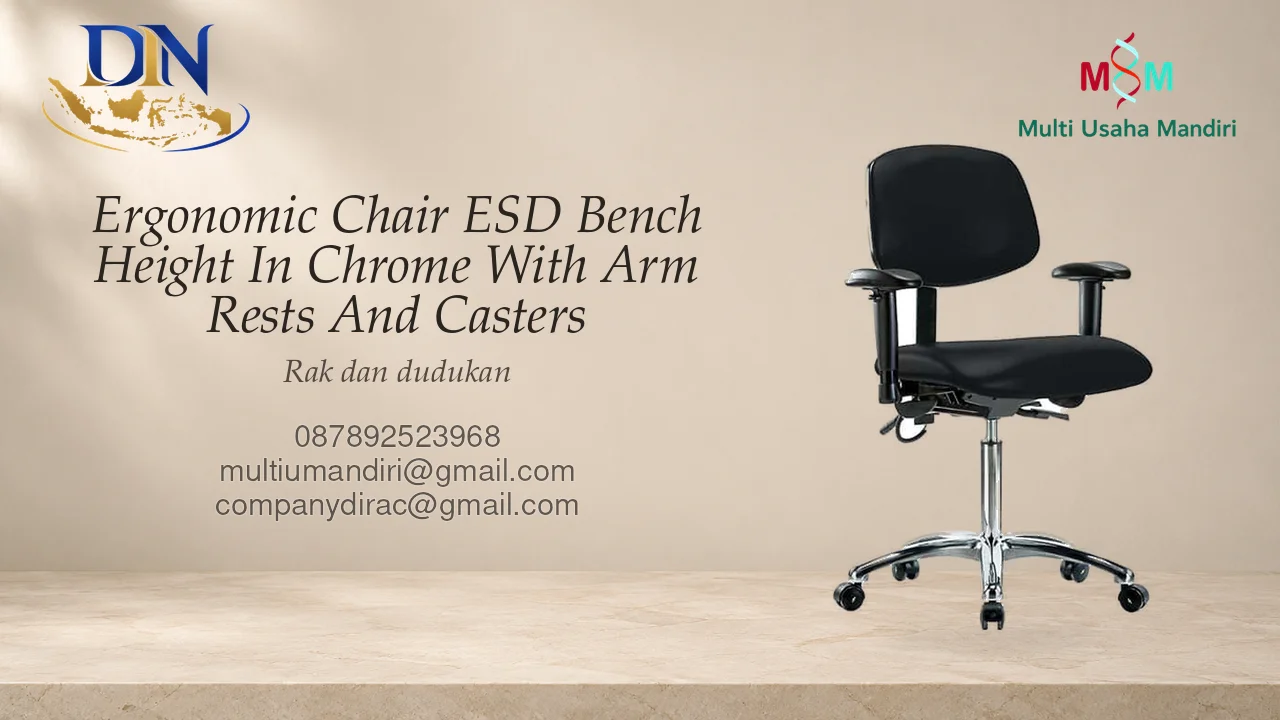 DIN
MSM
Multi Usaha Mandiri
Ergonomic Chair ESD Bench
Height In Chrome With Arm
Rests And Casters
Rak dan dudukan
087892523968
multiumandiri@gmail.com
companydirac@gmail.com